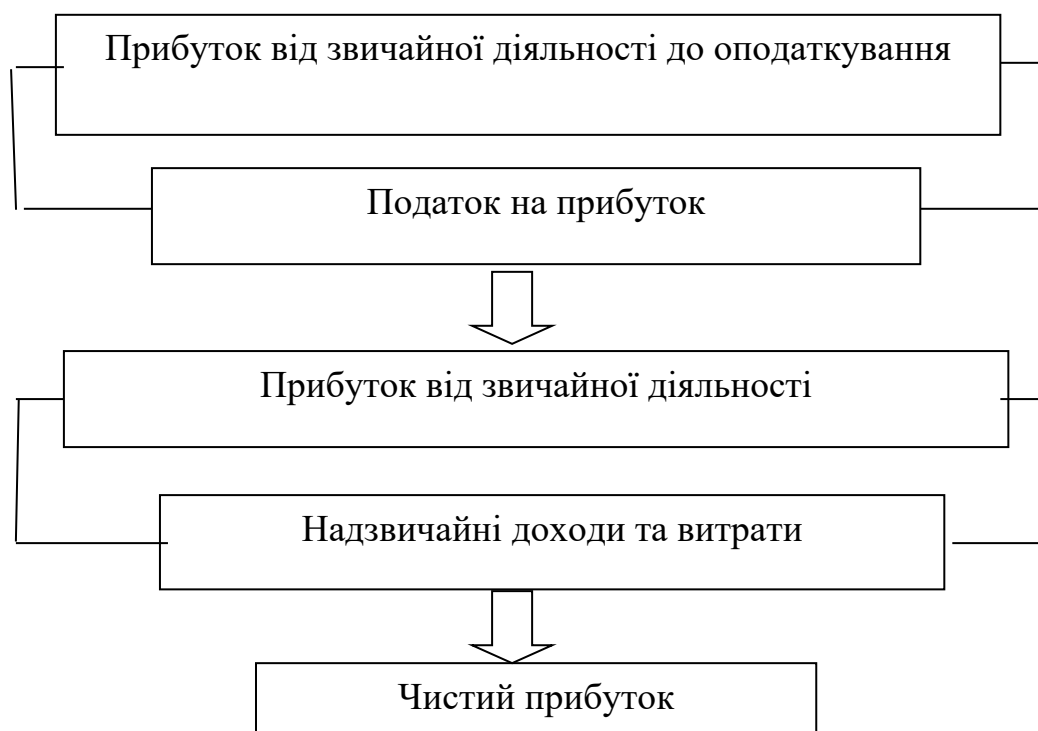 Прибуток від звичайної діяльності до оподаткування
Податок на прибуток
Прибуток від звичайної діяльності
Надзвичайні доходи та витрати
Чистий прибуток